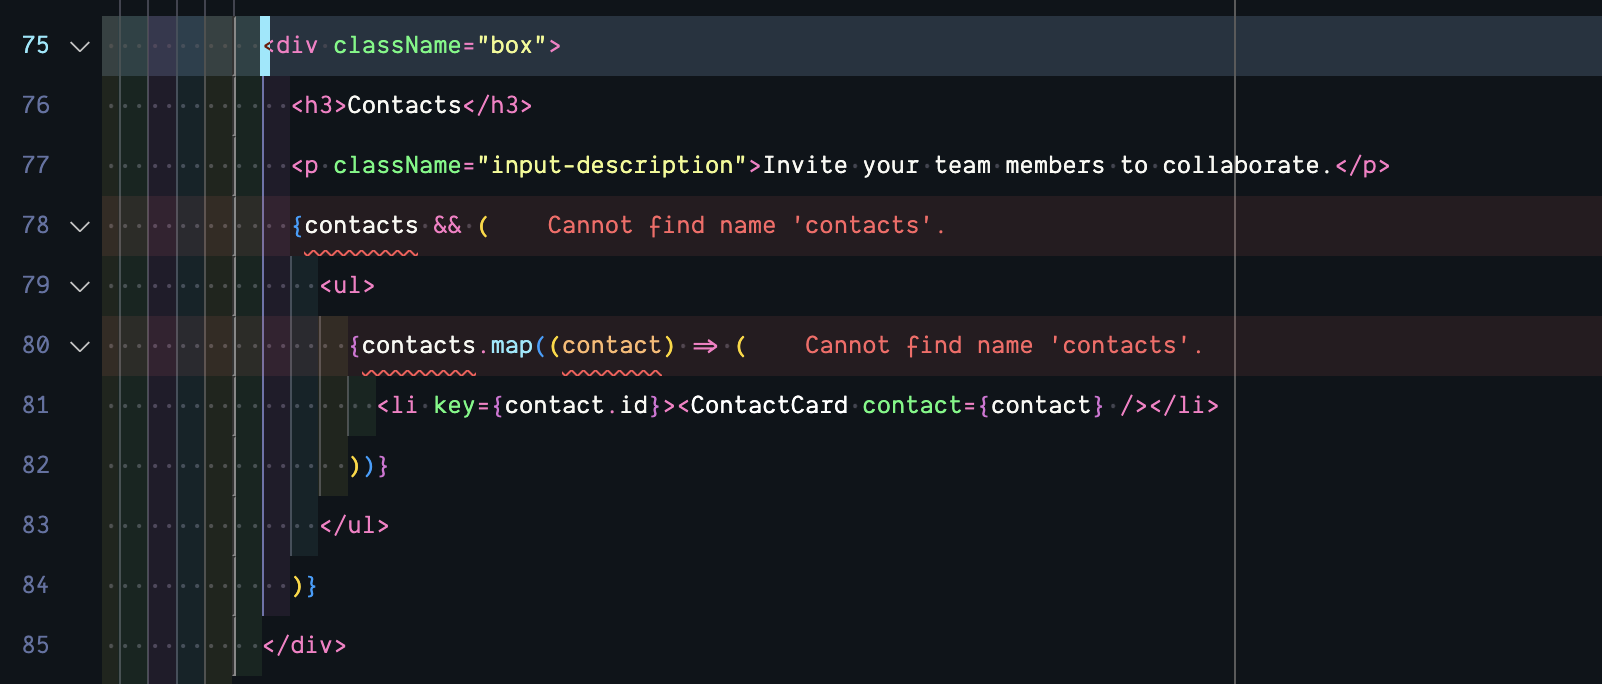 75 <div className="box">
76 <h3>Contacts</h3>
77 <p className="input-description">Invite your team members to collaborate.</p>
78 {contacts && ( Cannot find name 'contacts'.
79 <ul>
80 {contacts.map((contact) => ( Cannot find name 'contacts'.
81 <li key={contact.id}><ContactCard contact={contact} /></li>
82 ))}
83 </ul>
84 )}
85 </div>